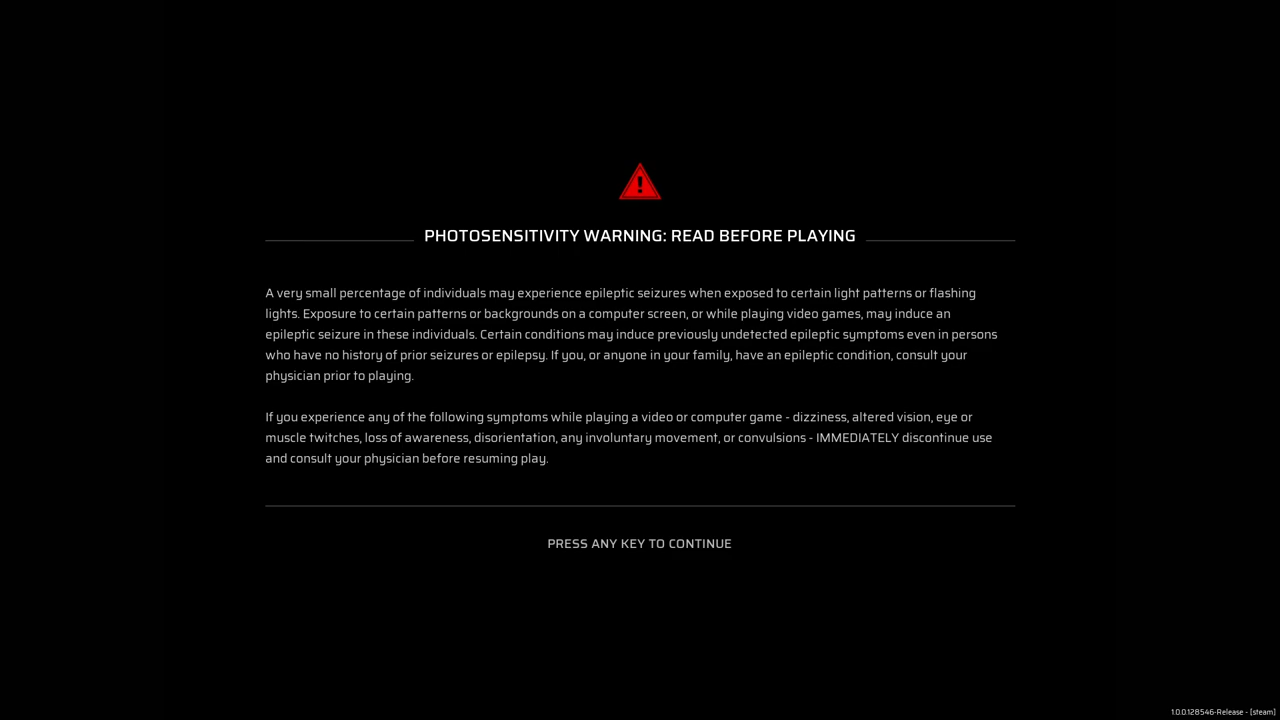 !
PHOTOSENSITIVITY WARNING: READ BEFORE PLAYING
A very small percentage of individuals may experience epileptic seizures when exposed to certain light patterns or flashing
lights. Exposure to certain patterns or backgrounds on a computer screen, or while playing video games, may induce an
epileptic seizure in these individuals. Certain conditions may induce previously undetected epileptic symptoms even in persons
who have no history of prior seizures or epilepsy. If you, or anyone in your family, have an epileptic condition, consult your
physician prior to playing.
If you experience any of the following symptoms while playing a video or computer game - dizziness, altered vision, eye or
muscle twitches, loss of awareness, disorientation, any involuntary movement, or convulsions - IMMEDIATELY discontinue use
and consult your physician before resuming play.
PRESS ANY KEY TO CONTINUE
1.0.0.128546-Release - [steam]